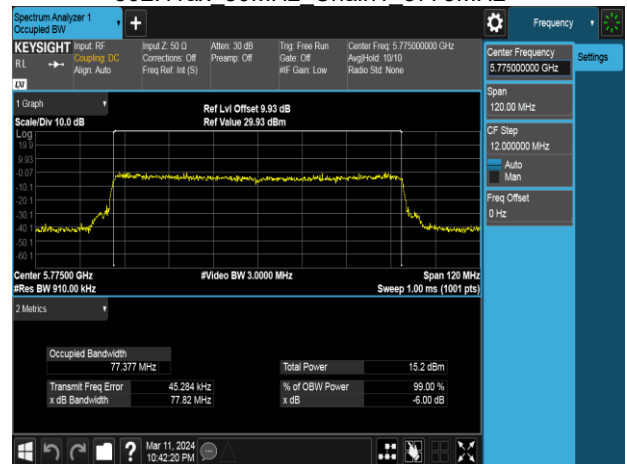 Spectrum Analyzer 1
Occupied BW
+
Frequency
KEYSIGHT
RL
LXI
Input: RF
Coupling: DC
Align: Auto
Input Z: 50 Ω
Corrections: Off
Freq Ref: Int (S)
Atten: 30 dB
Preamp: Off
Trig: Free Run
Gate: Off
#IF Gain: Low
Center Freq: 5.775000000 GHz
Avg|Hold: 10/10
Radio Std: None
Center Frequency
5.775000000 GHz
Settings
Span
120.00 MHz
CF Step
12.000000 MHz
Auto
Man
Freq Offset
0 Hz
1 Graph
Scale/Div 10.0 dB
Ref Lvl Offset 9.93 dB
Ref Value 29.93 dBm
Log
19.9
9.93
-0.07
-10.1
-20.1
-30.1
-40.1
-50.1
-60.1
Center 5.77500 GHz
#Video BW 3.0000 MHz
Span 120 MHz
#Res BW 910.00 kHz
Sweep 1.00 ms (1001 pts)
2 Metrics
Occupied Bandwidth
77.377 MHz
Total Power 15.2 dBm
Transmit Freq Error 45.284 kHz
% of OBW Power 99.00 %
x dB Bandwidth 77.82 MHz
x dB -6.00 dB
?
Mar 11, 2024
10:42:20 PM